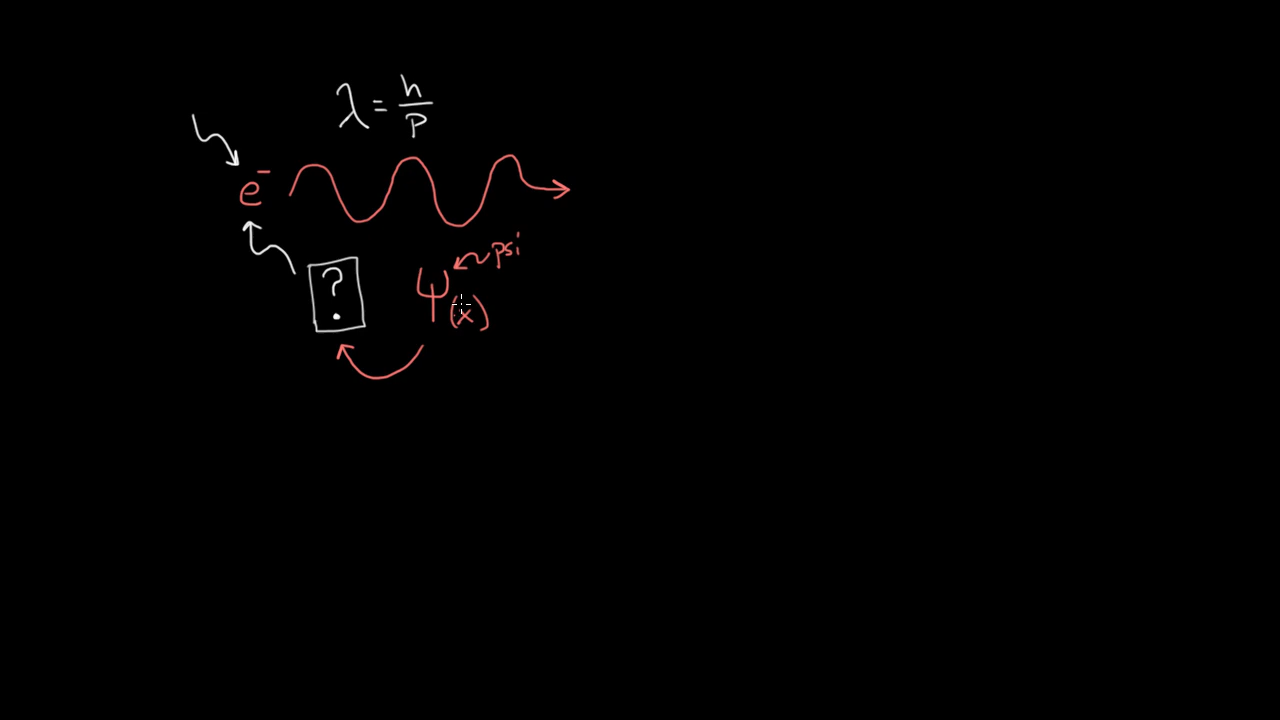 λ = h/p
e⁻
psi
?
ψ(x)